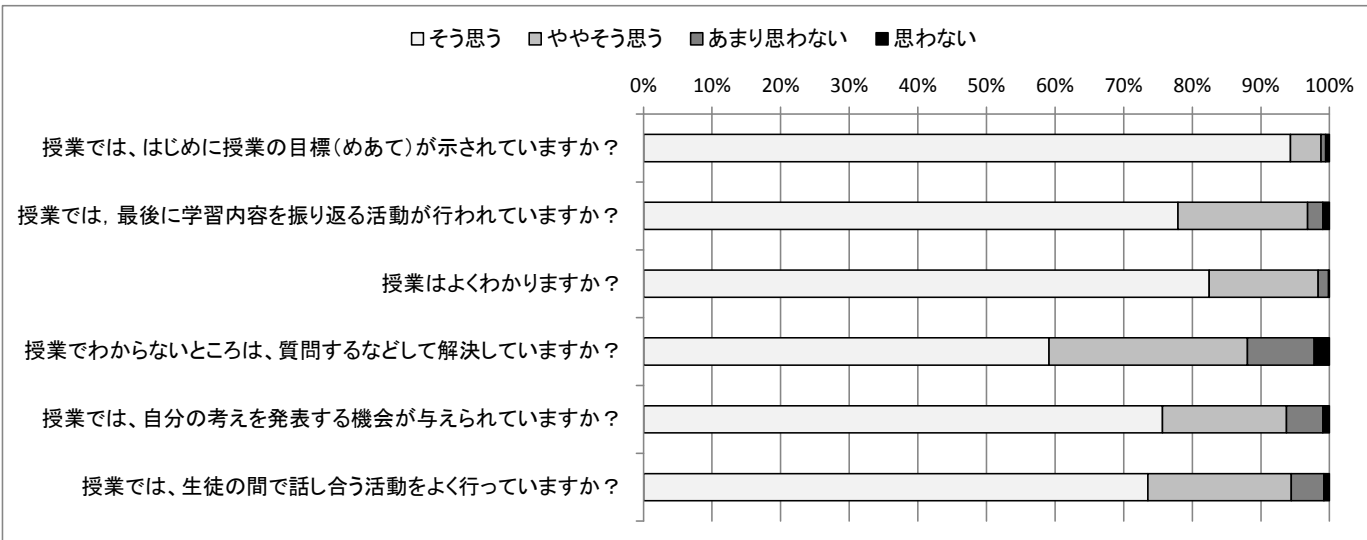 □そう思う ■ややそう思う ■あまり思わない ■思わない
0% 10% 20% 30% 40% 50% 60% 70% 80% 90% 100%
授業では、はじめに授業の目標(めあて)が示されていますか？
授業では，最後に学習内容を振り返る活動が行われていますか？
授業はよくわかりますか？
授業でわからないところは、質問するなどして解決していますか？
授業では、自分の考えを発表する機会が与えられていますか？
授業では、生徒の間で話し合う活動をよく行っていますか？